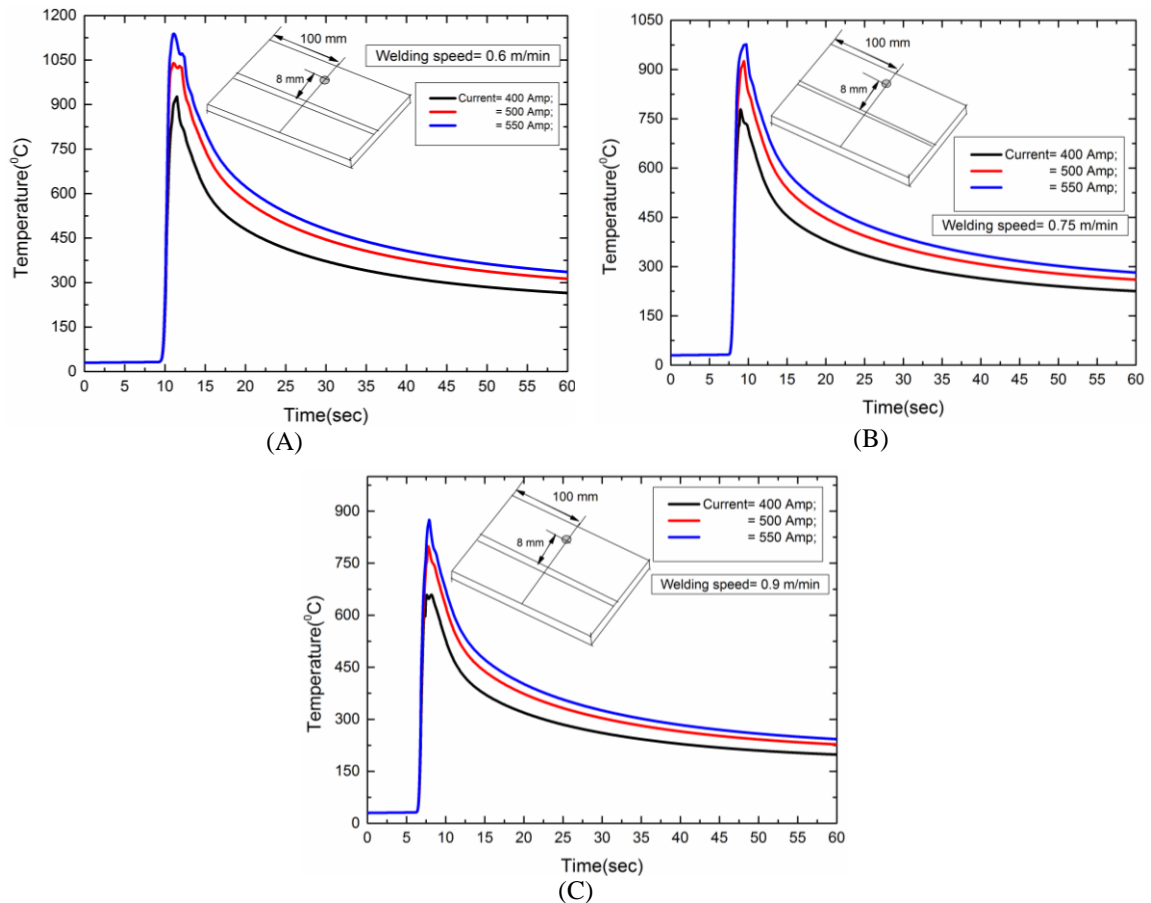 1200
1050
900
750
600
450
300
150
0
Temperature(⁰C)
0 5 10 15 20 25 30 35 40 45 50 55 60
Time(sec)
100 mm
8 mm
Welding speed= 0.6 m/min
Current= 400 Amp;
= 500 Amp;
= 550 Amp;
(A)
1050
900
750
600
450
300
150
0
Temperature(⁰C)
0 5 10 15 20 25 30 35 40 45 50 55 60
Time(sec)
100 mm
8 mm
Current= 400 Amp;
= 500 Amp;
= 550 Amp;
Welding speed= 0.75 m/min
(B)
900
750
600
450
300
150
0
Temperature(⁰C)
0 5 10 15 20 25 30 35 40 45 50 55 60
Time(sec)
100 mm
8 mm
Current= 400 Amp;
= 500 Amp;
= 550 Amp;
Welding speed= 0.9 m/min
(C)